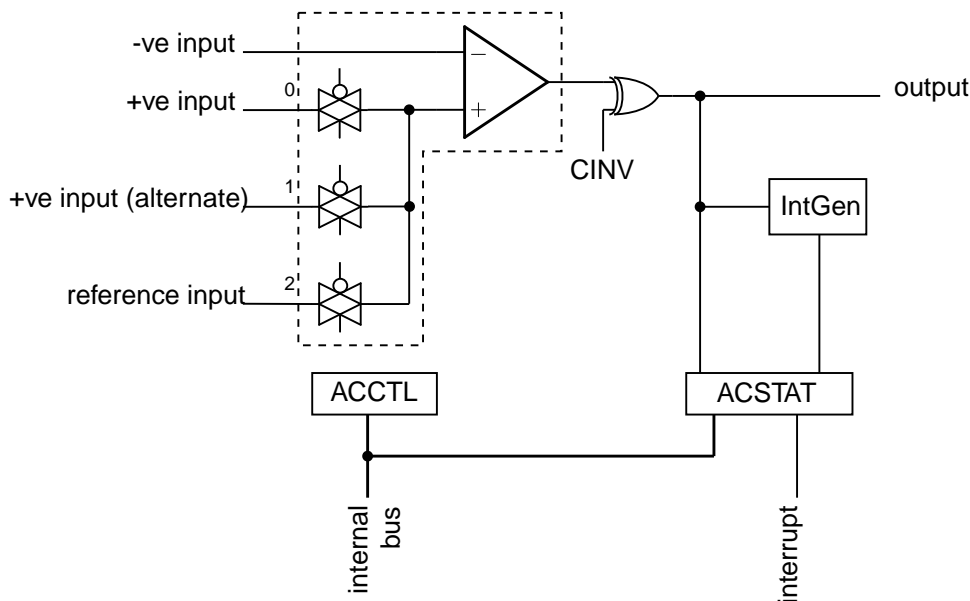 -ve input
−
+ve input
0
+
output
CINV
+ve input (alternate)
1
IntGen
reference input
2
ACCTL
ACSTAT
internal
bus
interrupt